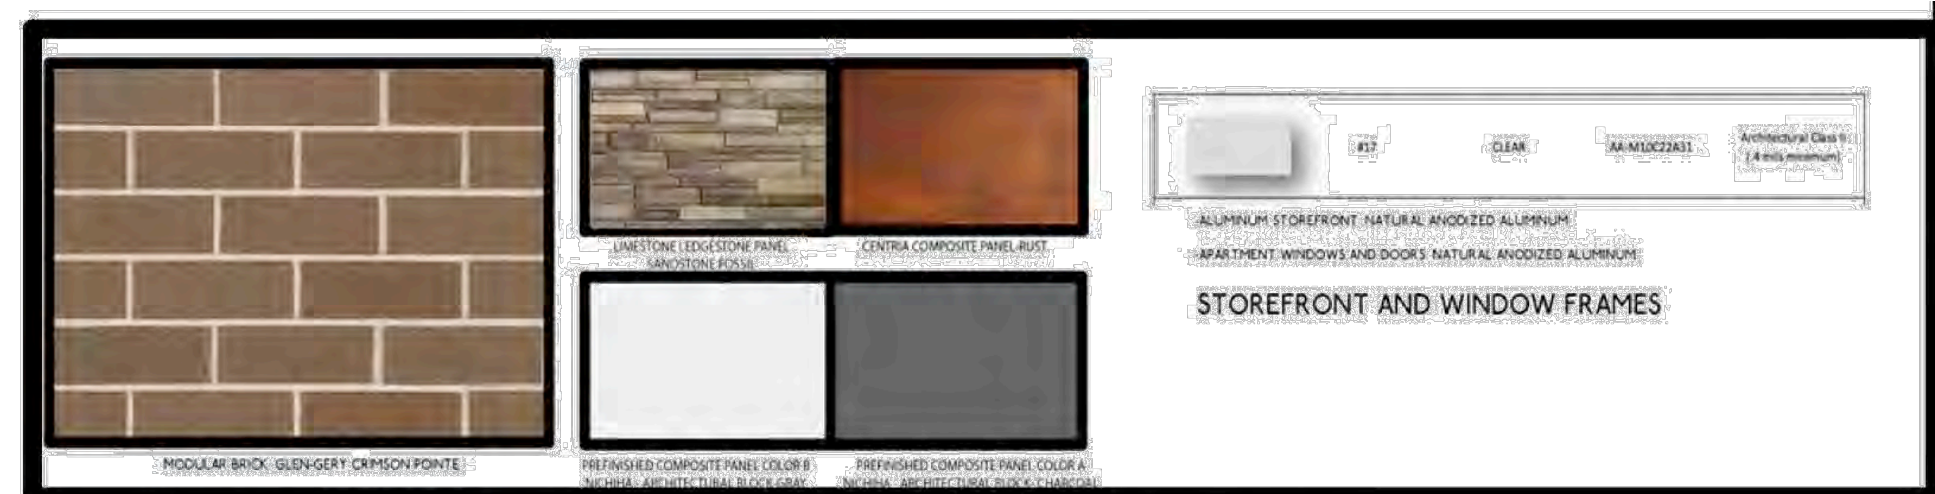 MODULAR BRICK: GLEN-GERY CRIMSON POINTE
LIMESTONE LEDGESTONE PANEL
SANDSTONE FOSSIL
CENTRIA COMPOSITE PANEL-RUST
PREFINISHED COMPOSITE PANEL COLOR B
NICHIHA - ARCHITECTURAL BLOCK-GRAY
PREFINISHED COMPOSITE PANEL COLOR A
NICHIHA - ARCHITECTURAL BLOCK- CHARCOAL
#17
CLEAR
AA-M10C22A31
Architectural Class II
(.4 mils minimum)
ALUMINUM STOREFRONT: NATURAL ANODIZED ALUMINUM
APARTMENT WINDOWS AND DOORS: NATURAL ANODIZED ALUMINUM
STOREFRONT AND WINDOW FRAMES